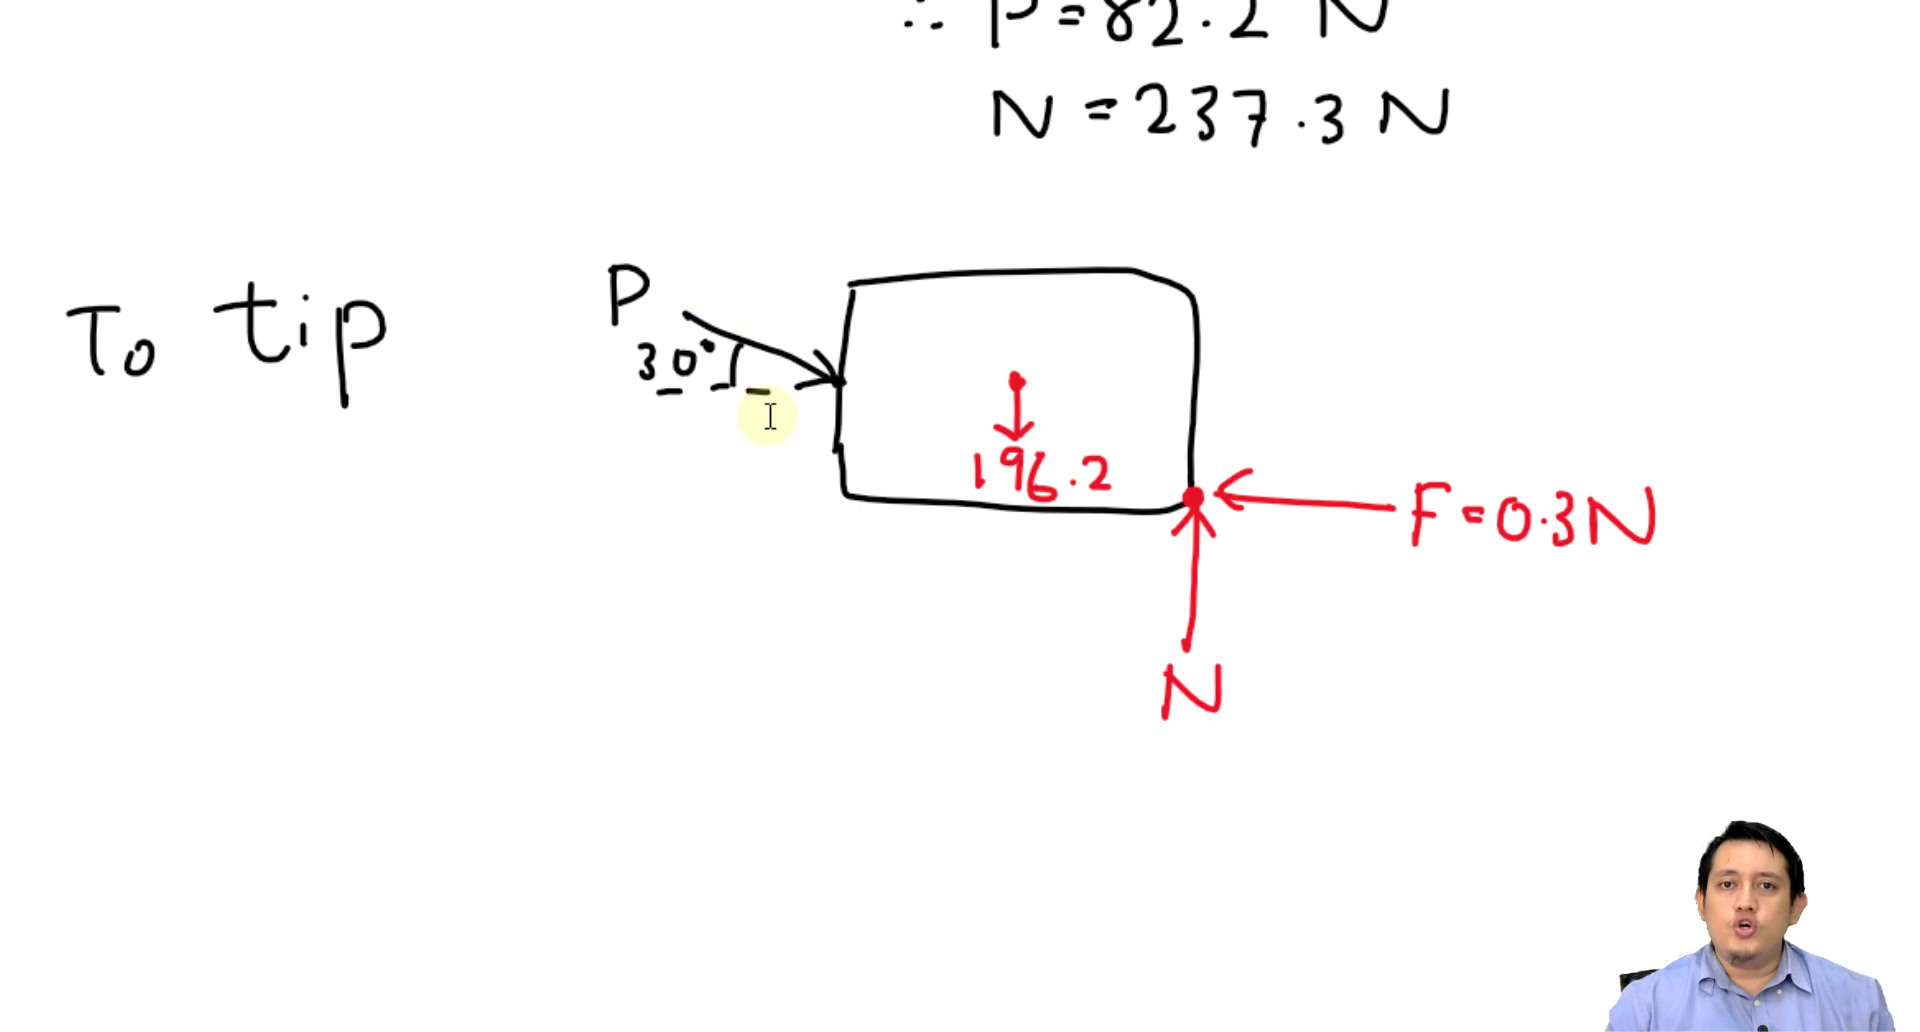 ∴ P = 82.2 N
N = 237.3 N
To tip
P
30°
196.2
F = 0.3N
N